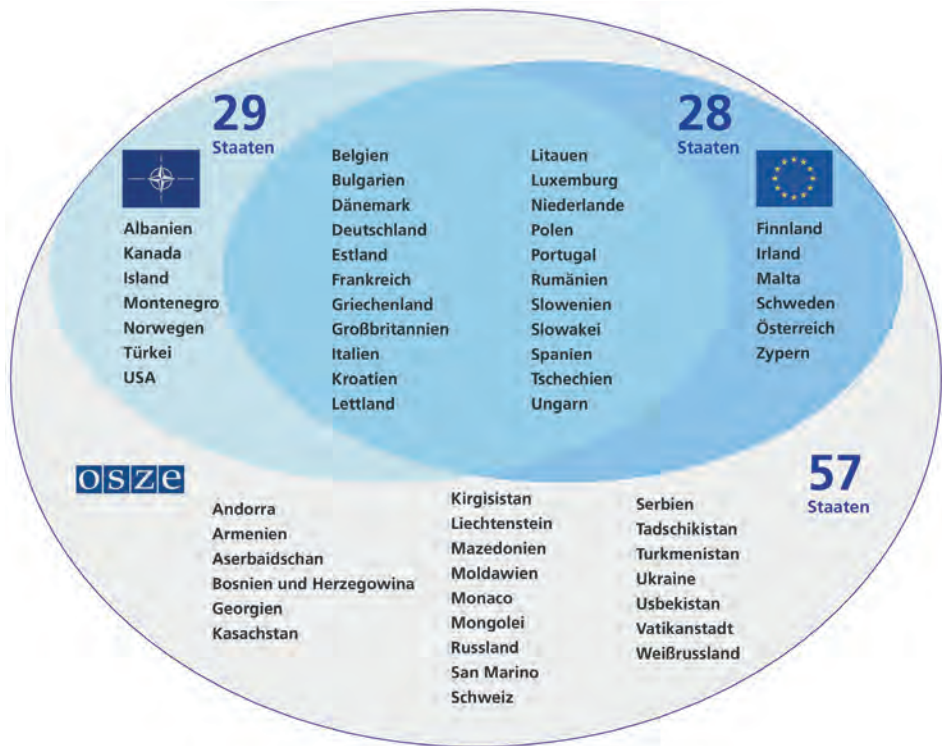 29
Staaten
Albanien
Kanada
Island
Montenegro
Norwegen
Türkei
USA
Belgien
Bulgarien
Dänemark
Deutschland
Estland
Frankreich
Griechenland
Großbritannien
Italien
Kroatien
Lettland
Litauen
Luxemburg
Niederlande
Polen
Portugal
Rumänien
Slowenien
Slowakei
Spanien
Tschechien
Ungarn
28
Staaten
Finnland
Irland
Malta
Schweden
Österreich
Zypern
osze
57
Staaten
Andorra
Armenien
Aserbaidschan
Bosnien und Herzegowina
Georgien
Kasachstan
Kirgisistan
Liechtenstein
Mazedonien
Moldawien
Monaco
Mongolei
Russland
San Marino
Schweiz
Serbien
Tadschikistan
Turkmenistan
Ukraine
Usbekistan
Vatikanstadt
Weißrussland